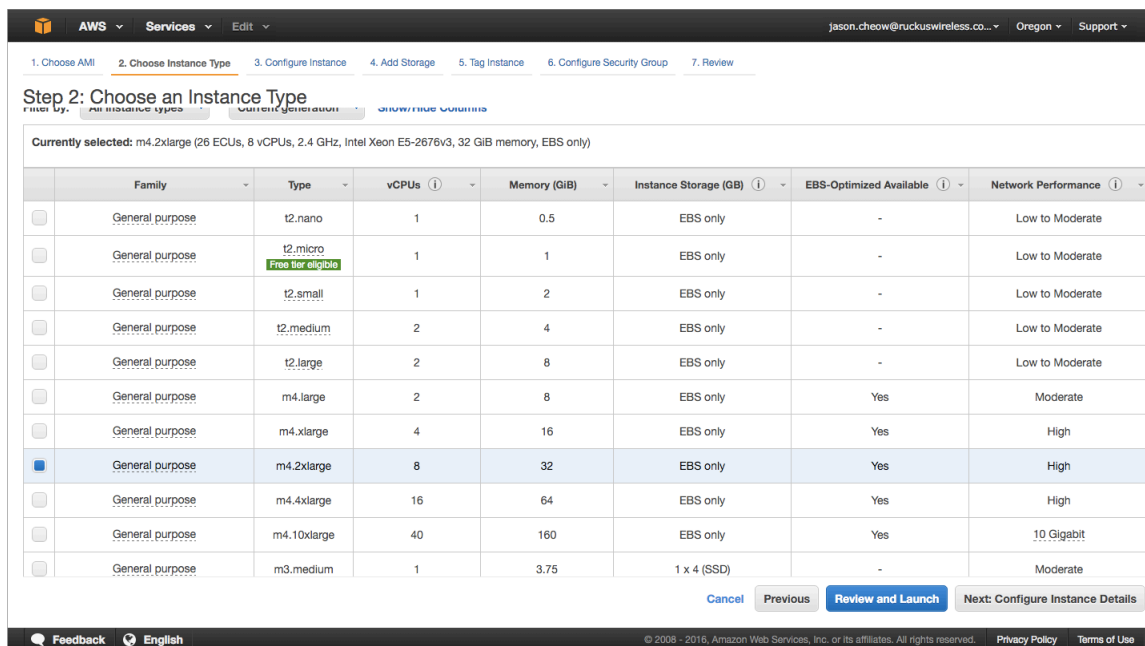 AWS Services Edit jason.cheow@ruckuswireless.co... Oregon Support
1. Choose AMI 2. Choose Instance Type 3. Configure Instance 4. Add Storage 5. Tag Instance 6. Configure Security Group 7. Review
Step 2: Choose an Instance Type
Filter by: All instance types Current generation Show/Hide Columns
Currently selected: m4.2xlarge (26 ECUs, 8 vCPUs, 2.4 GHz, Intel Xeon E5-2676v3, 32 GiB memory, EBS only)
Family Type vCPUs Memory (GiB) Instance Storage (GB) EBS-Optimized Available Network Performance
General purpose t2.nano 1 0.5 EBS only - Low to Moderate
General purpose t2.micro Free tier eligible 1 1 EBS only - Low to Moderate
General purpose t2.small 1 2 EBS only - Low to Moderate
General purpose t2.medium 2 4 EBS only - Low to Moderate
General purpose t2.large 2 8 EBS only - Low to Moderate
General purpose m4.large 2 8 EBS only Yes Moderate
General purpose m4.xlarge 4 16 EBS only Yes High
General purpose m4.2xlarge 8 32 EBS only Yes High
General purpose m4.4xlarge 16 64 EBS only Yes High
General purpose m4.10xlarge 40 160 EBS only Yes 10 Gigabit
General purpose m3.medium 1 3.75 1 x 4 (SSD) - Moderate
Cancel Previous Review and Launch Next: Configure Instance Details
Feedback English © 2008 - 2016, Amazon Web Services, Inc. or its affiliates. All rights reserved. Privacy Policy Terms of Use